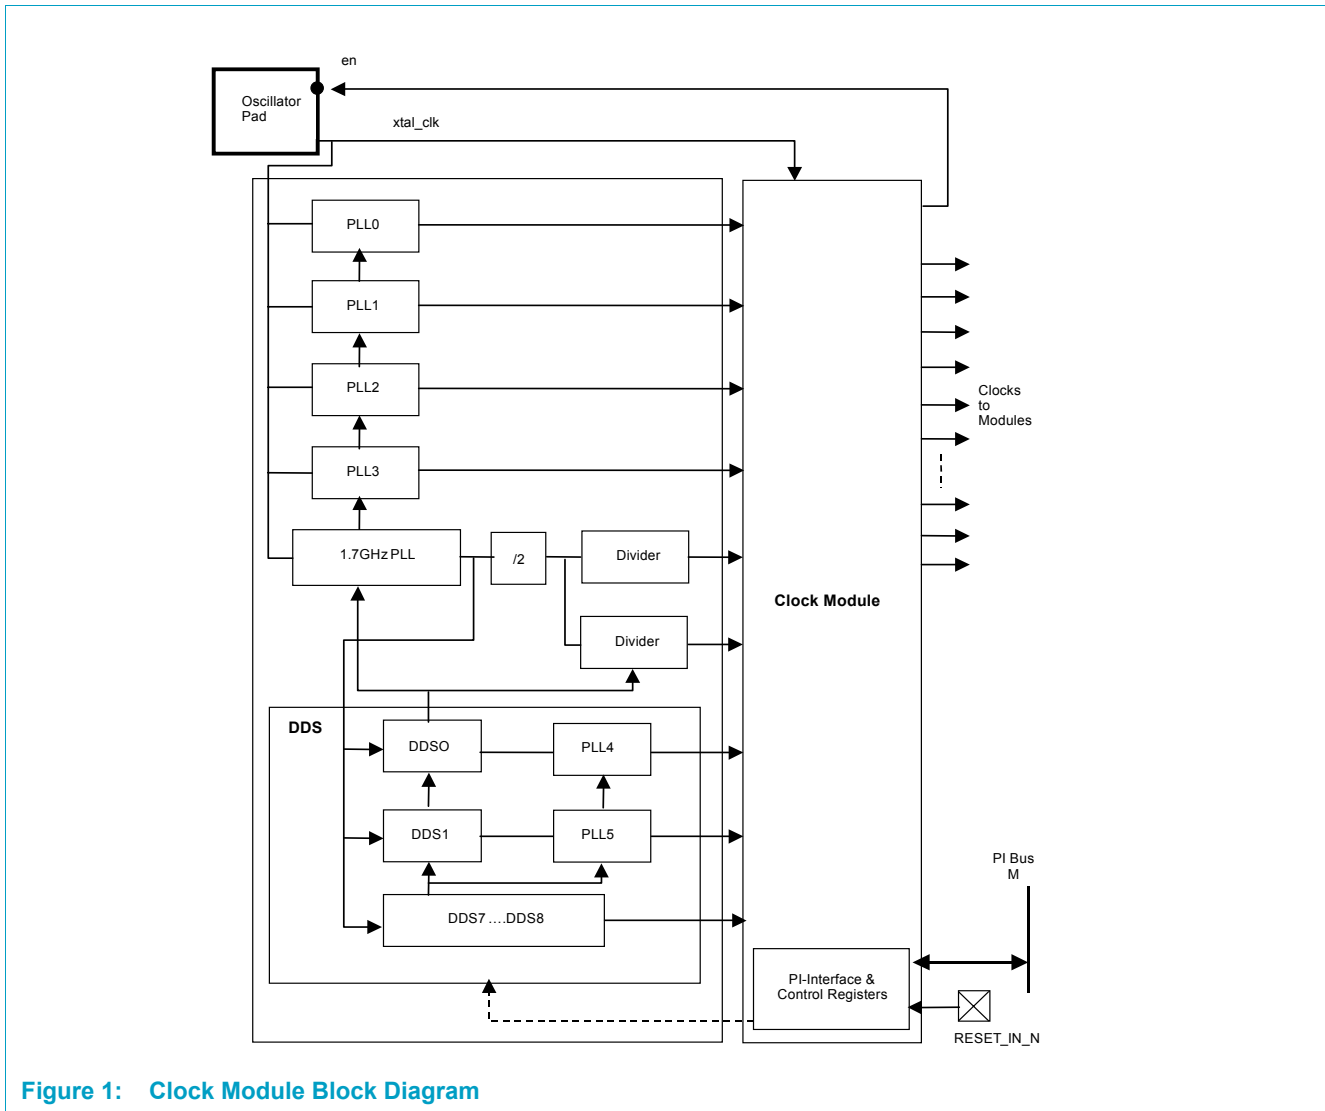 en
Oscillator
Pad
xtal_clk
PLL0
PLL1
PLL2
PLL3
1.7GHz PLL
/2
Divider
Divider
Clock Module
Clocks
to
Modules
DDS
DDSO
PLL4
DDS1
PLL5
DDS7 ....DDS8
PI Bus
M
PI-Interface &
Control Registers
RESET_IN_N
Figure 1: Clock Module Block Diagram